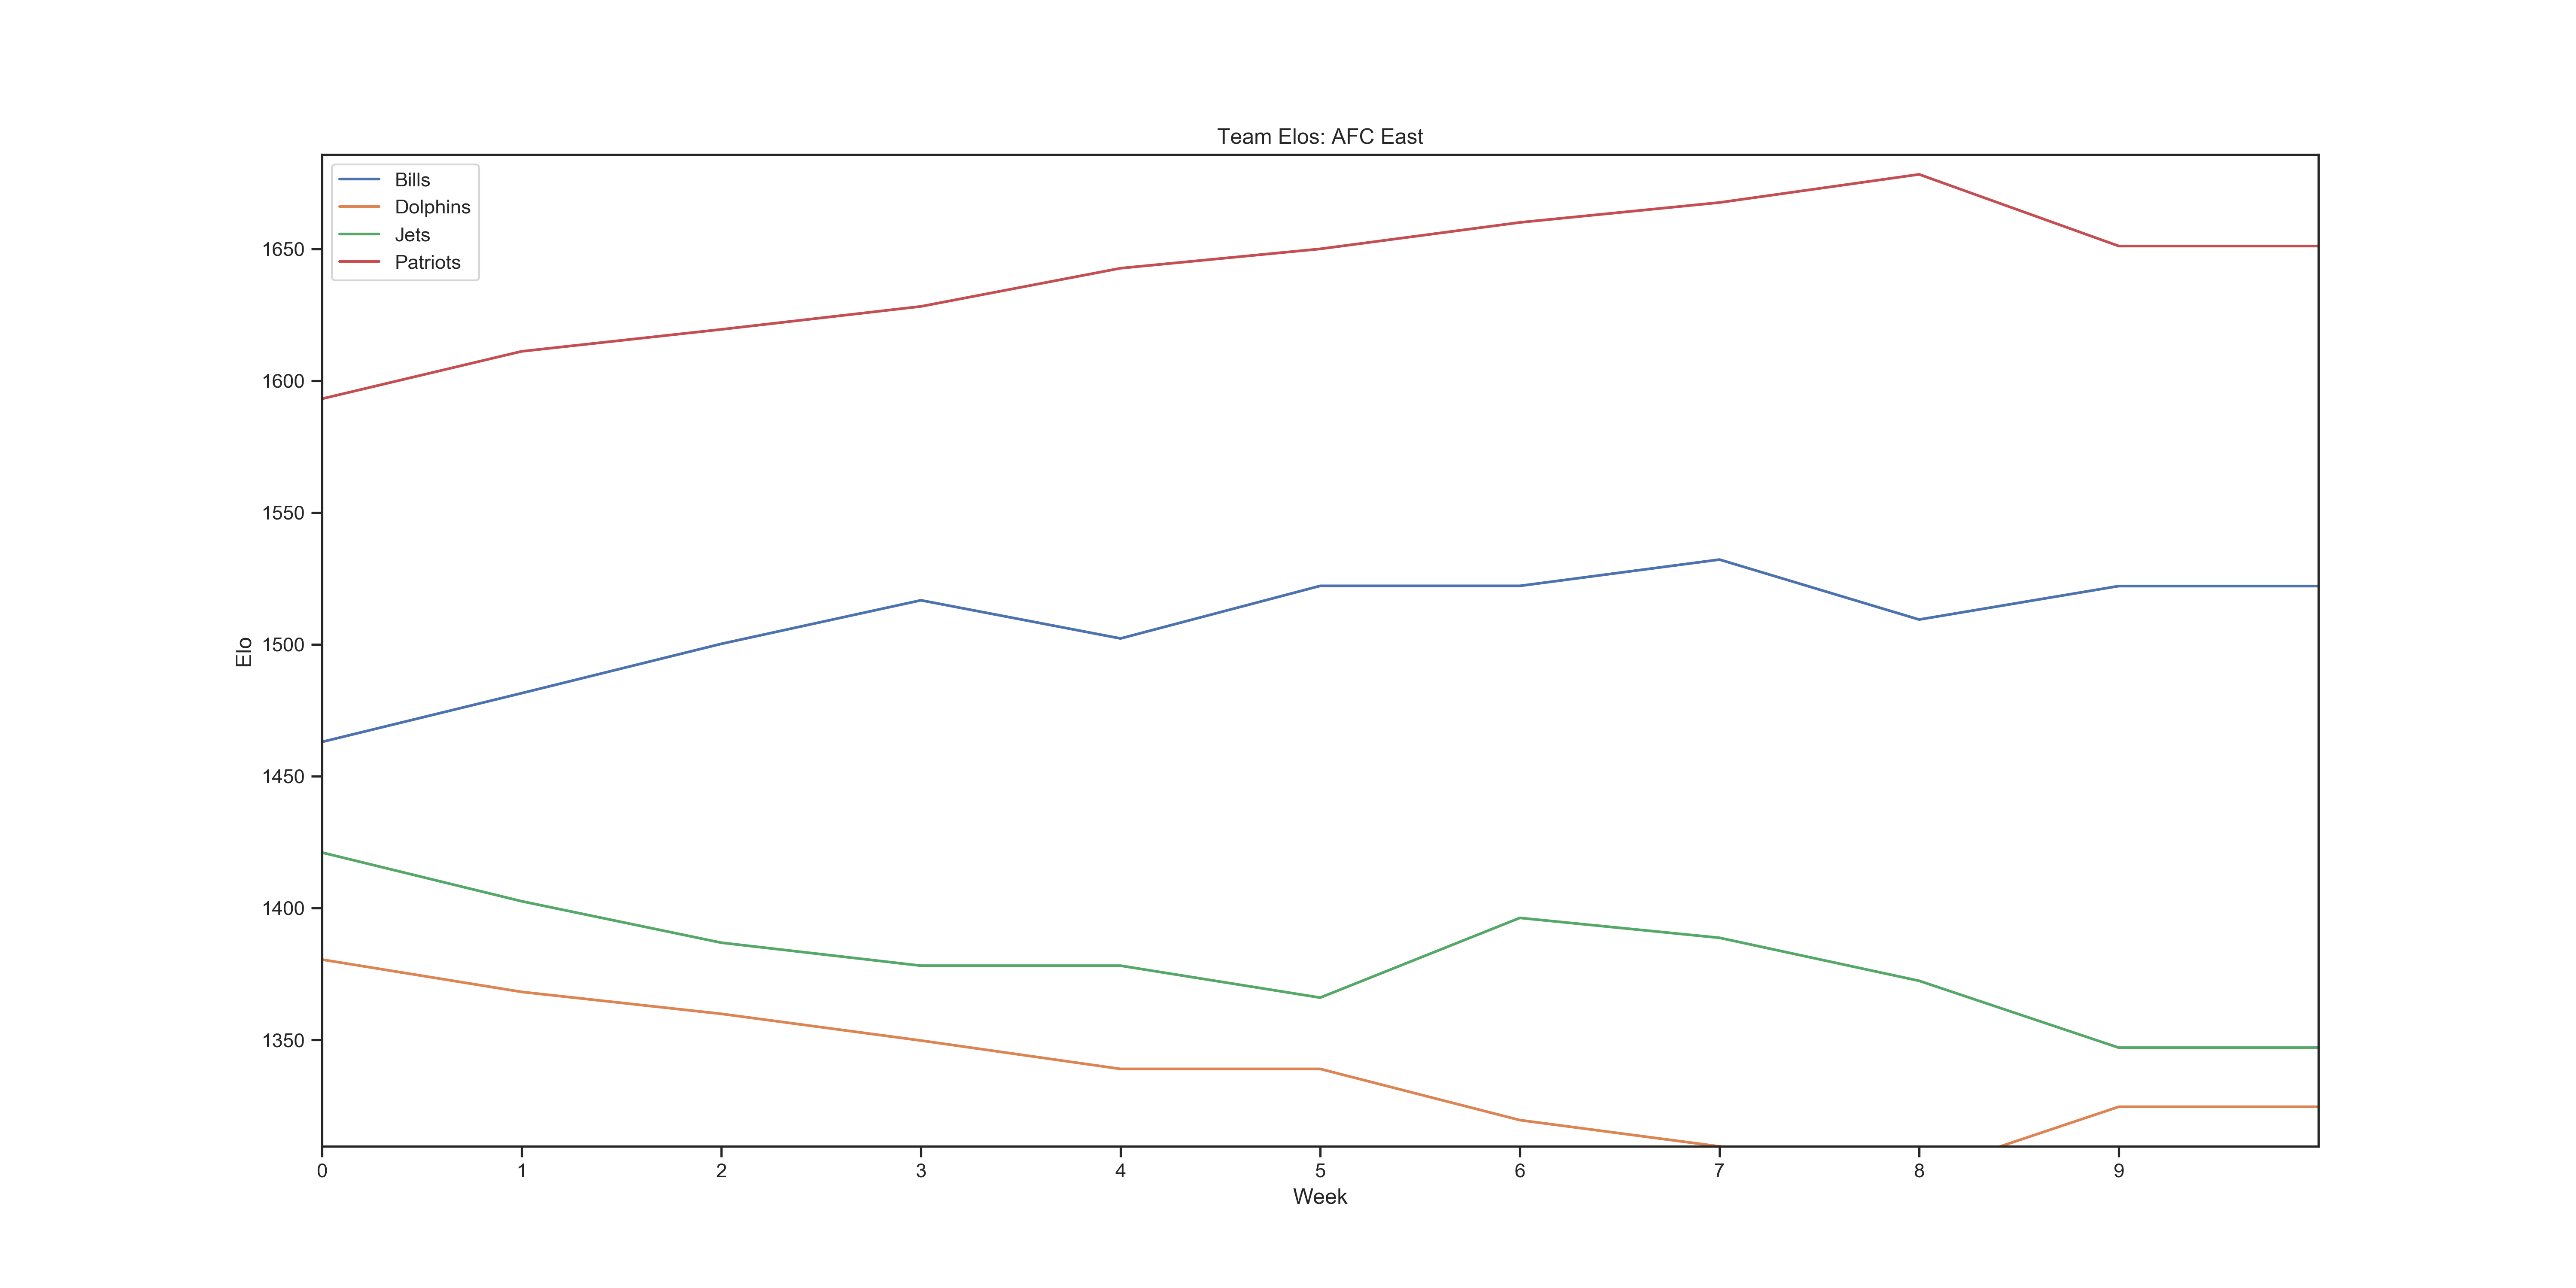 Team Elos: AFC East
Bills
Dolphins
Jets
Patriots
1650
1600
1550
1500
1450
1400
1350
Elo
0 1 2 3 4 5 6 7 8 9
Week